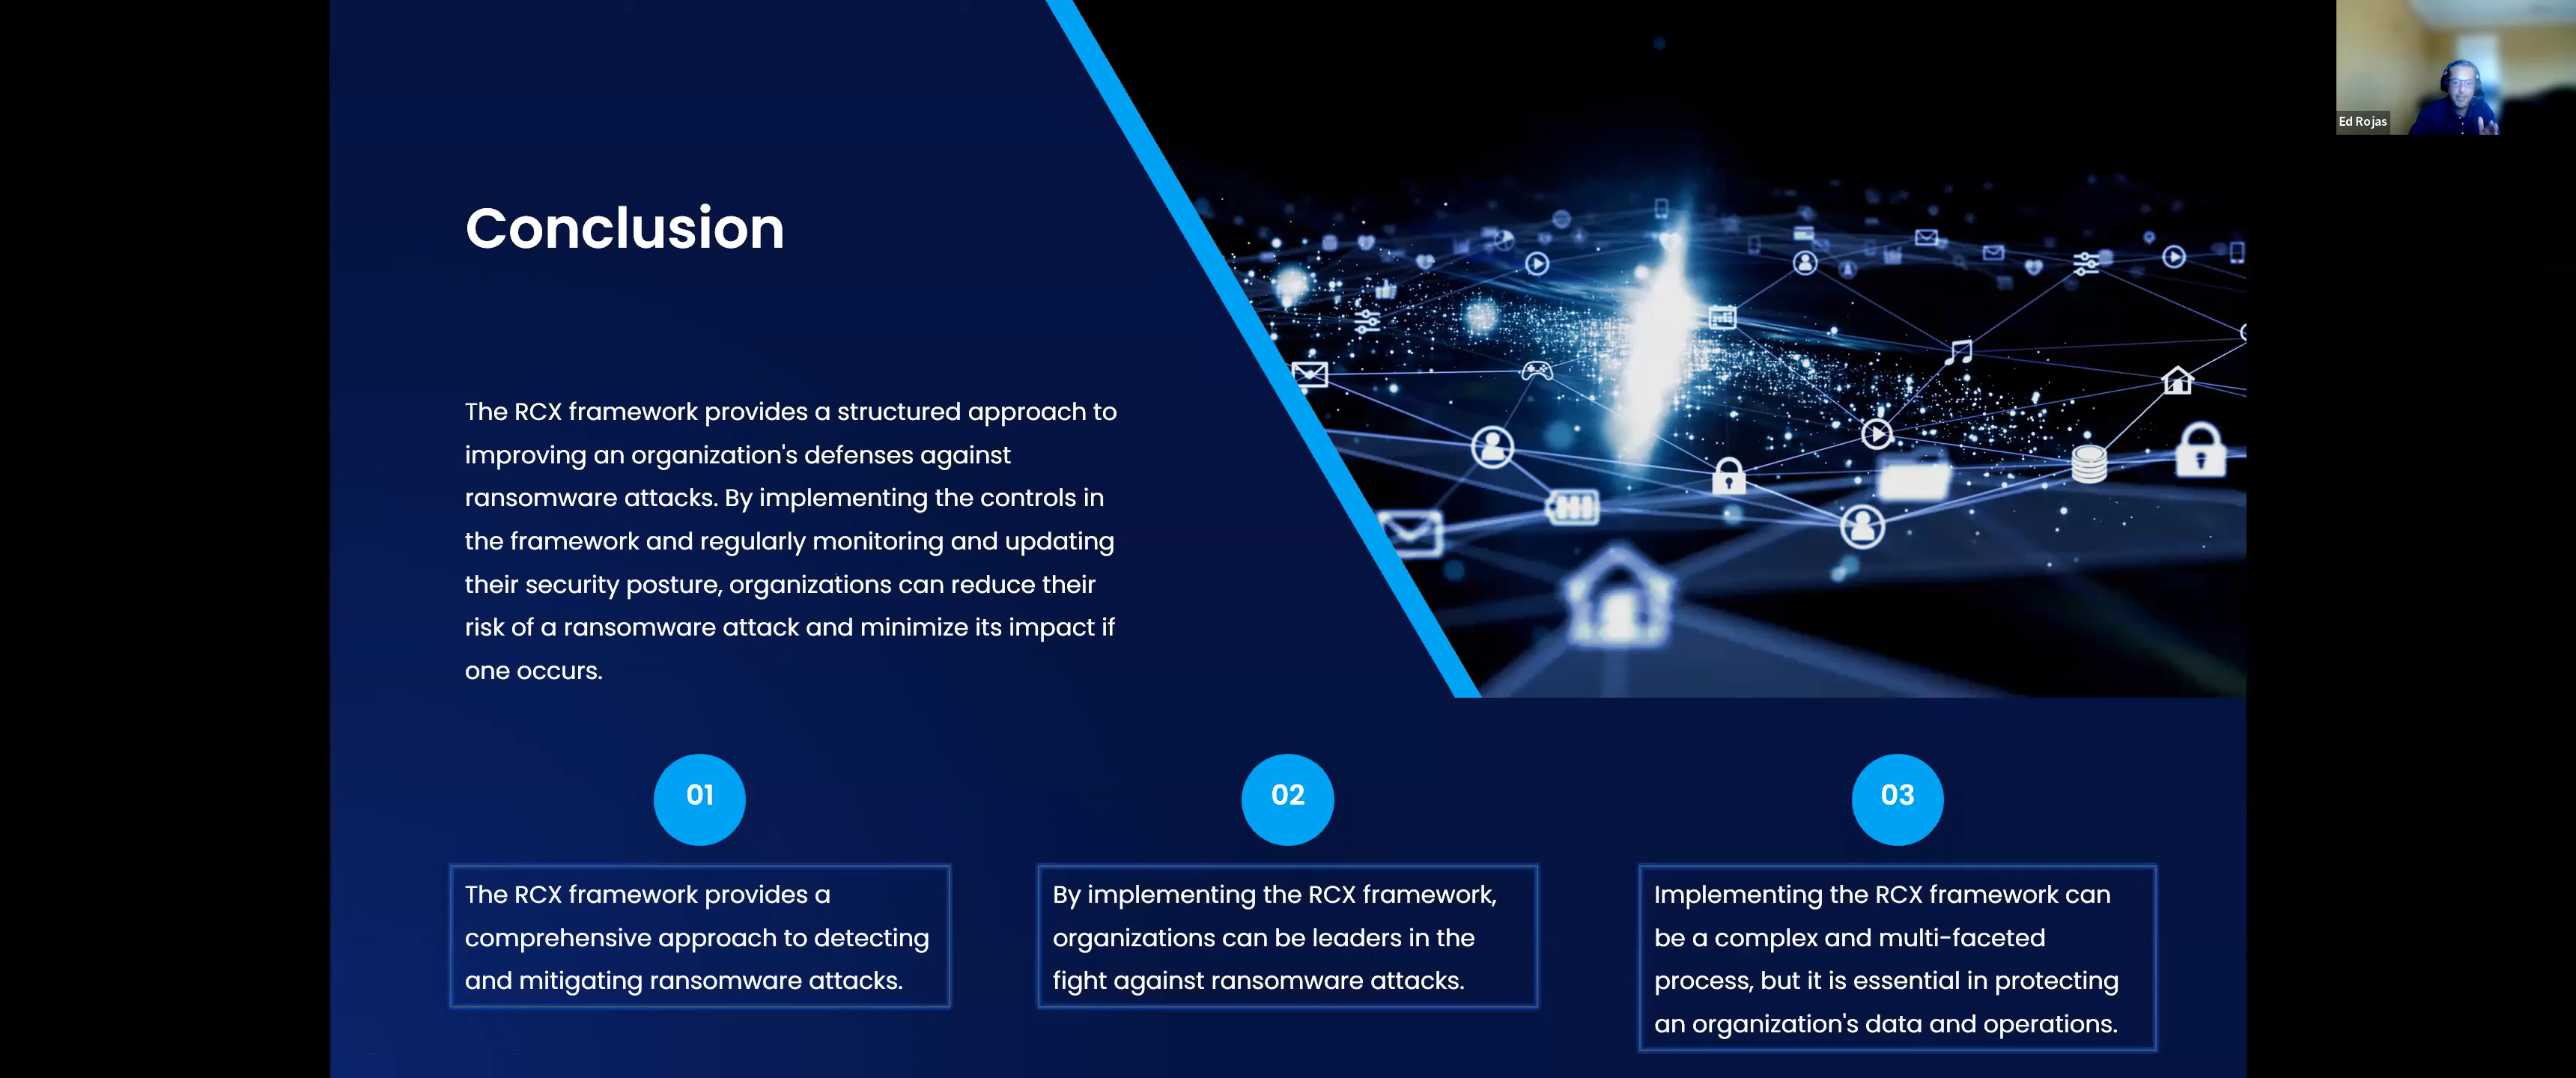 Ed Rojas
Conclusion
The RCX framework provides a structured approach to
improving an organization's defenses against
ransomware attacks. By implementing the controls in
the framework and regularly monitoring and updating
their security posture, organizations can reduce their
risk of a ransomware attack and minimize its impact if
one occurs.
01
The RCX framework provides a
comprehensive approach to detecting
and mitigating ransomware attacks.
02
By implementing the RCX framework,
organizations can be leaders in the
fight against ransomware attacks.
03
Implementing the RCX framework can
be a complex and multi-faceted
process, but it is essential in protecting
an organization's data and operations.